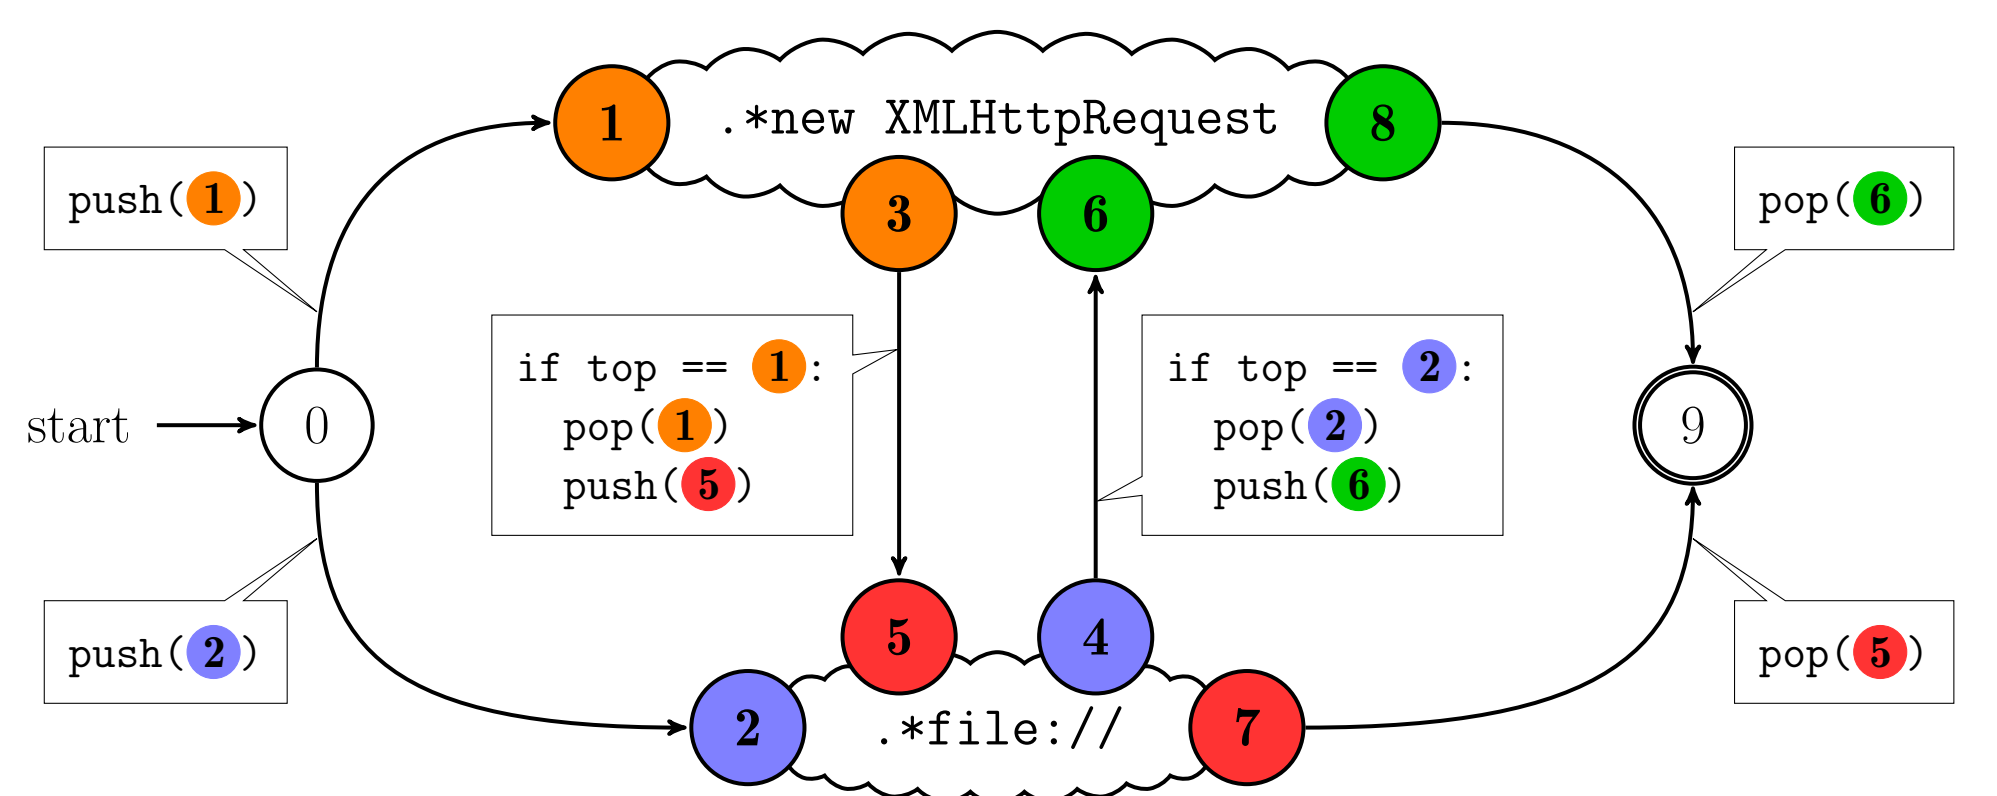 .*new XMLHttpRequest
1
8
3
6
push(1)
pop(6)
if top == 1:
pop(1)
push(5)
if top == 2:
pop(2)
push(6)
start
0
9
5
4
push(2)
pop(5)
2
.*file://
7